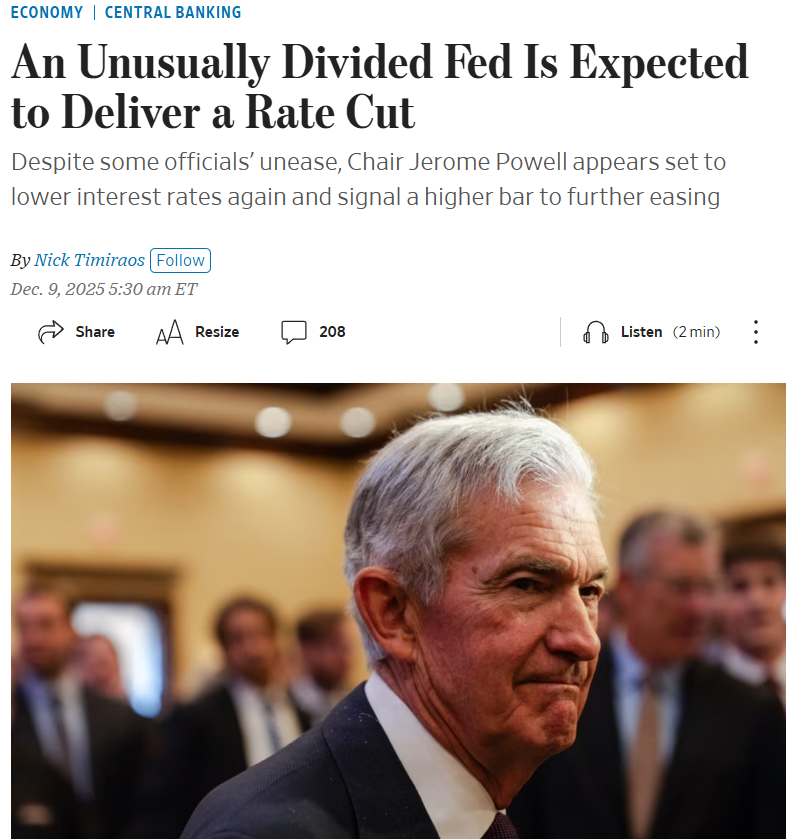 ECONOMY | CENTRAL BANKING
An Unusually Divided Fed Is Expected
to Deliver a Rate Cut
Despite some officials’ unease, Chair Jerome Powell appears set to
lower interest rates again and signal a higher bar to further easing
By Nick Timiraos Follow
Dec. 9, 2025 5:30 am ET
Share AA Resize 208 Listen (2 min)